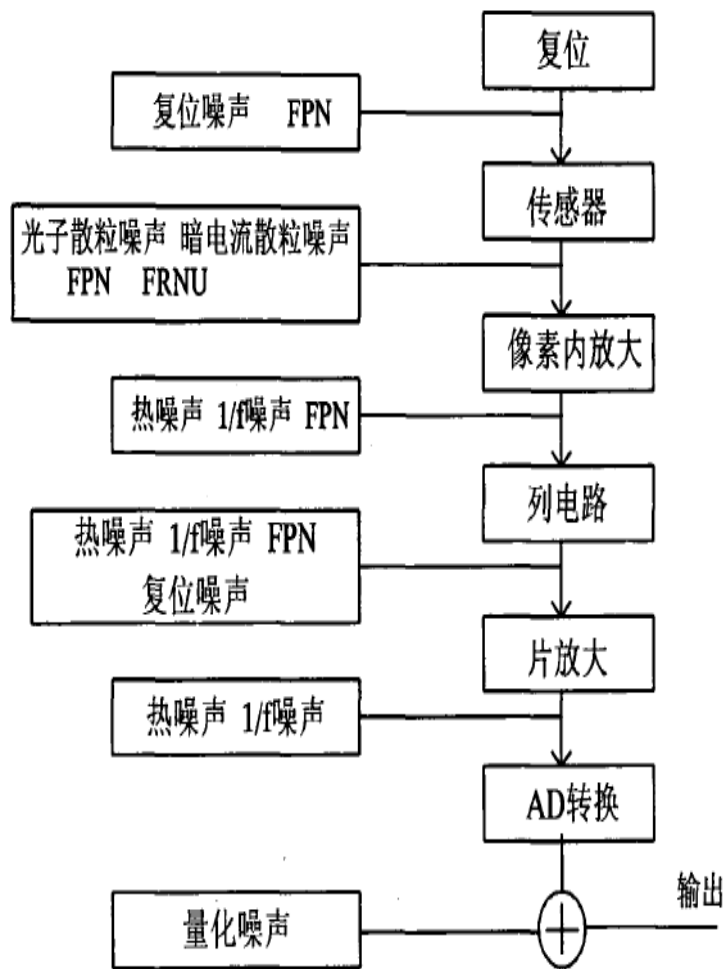 复位
复位噪声 FPN
传感器
光子散粒噪声 暗电流散粒噪声
FPN FRNU
像素内放大
热噪声 1/f噪声 FPN
列电路
热噪声 1/f噪声 FPN
复位噪声
片放大
热噪声 1/f噪声
AD转换
输出
量化噪声